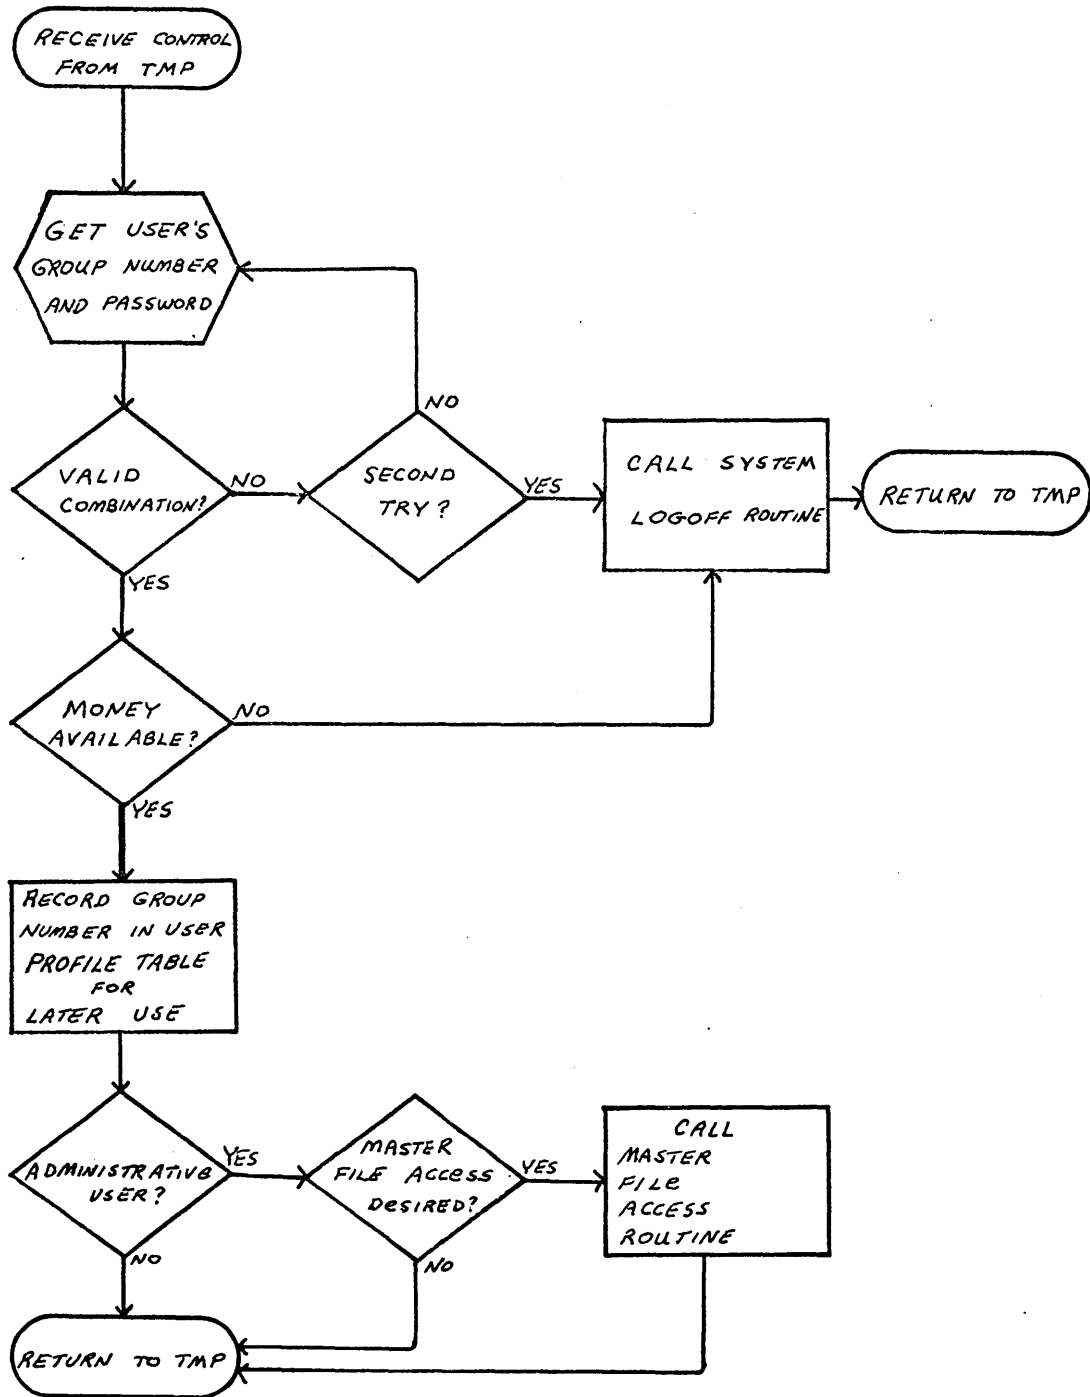 RECEIVE CONTROL
FROM TMP
GET USER'S
GROUP NUMBER
AND PASSWORD
NO
VALID
COMBINATION?
NO
SECOND
TRY?
YES
CALL SYSTEM
LOGOFF ROUTINE
RETURN TO TMP
YES
MONEY
AVAILABLE?
NO
YES
RECORD GROUP
NUMBER IN USER
PROFILE TABLE
FOR
LATER USE
ADMINISTRATIVE
USER?
YES
MASTER
FILE ACCESS
DESIRED?
YES
CALL
MASTER
FILE
ACCESS
ROUTINE
NO
NO
RETURN TO TMP